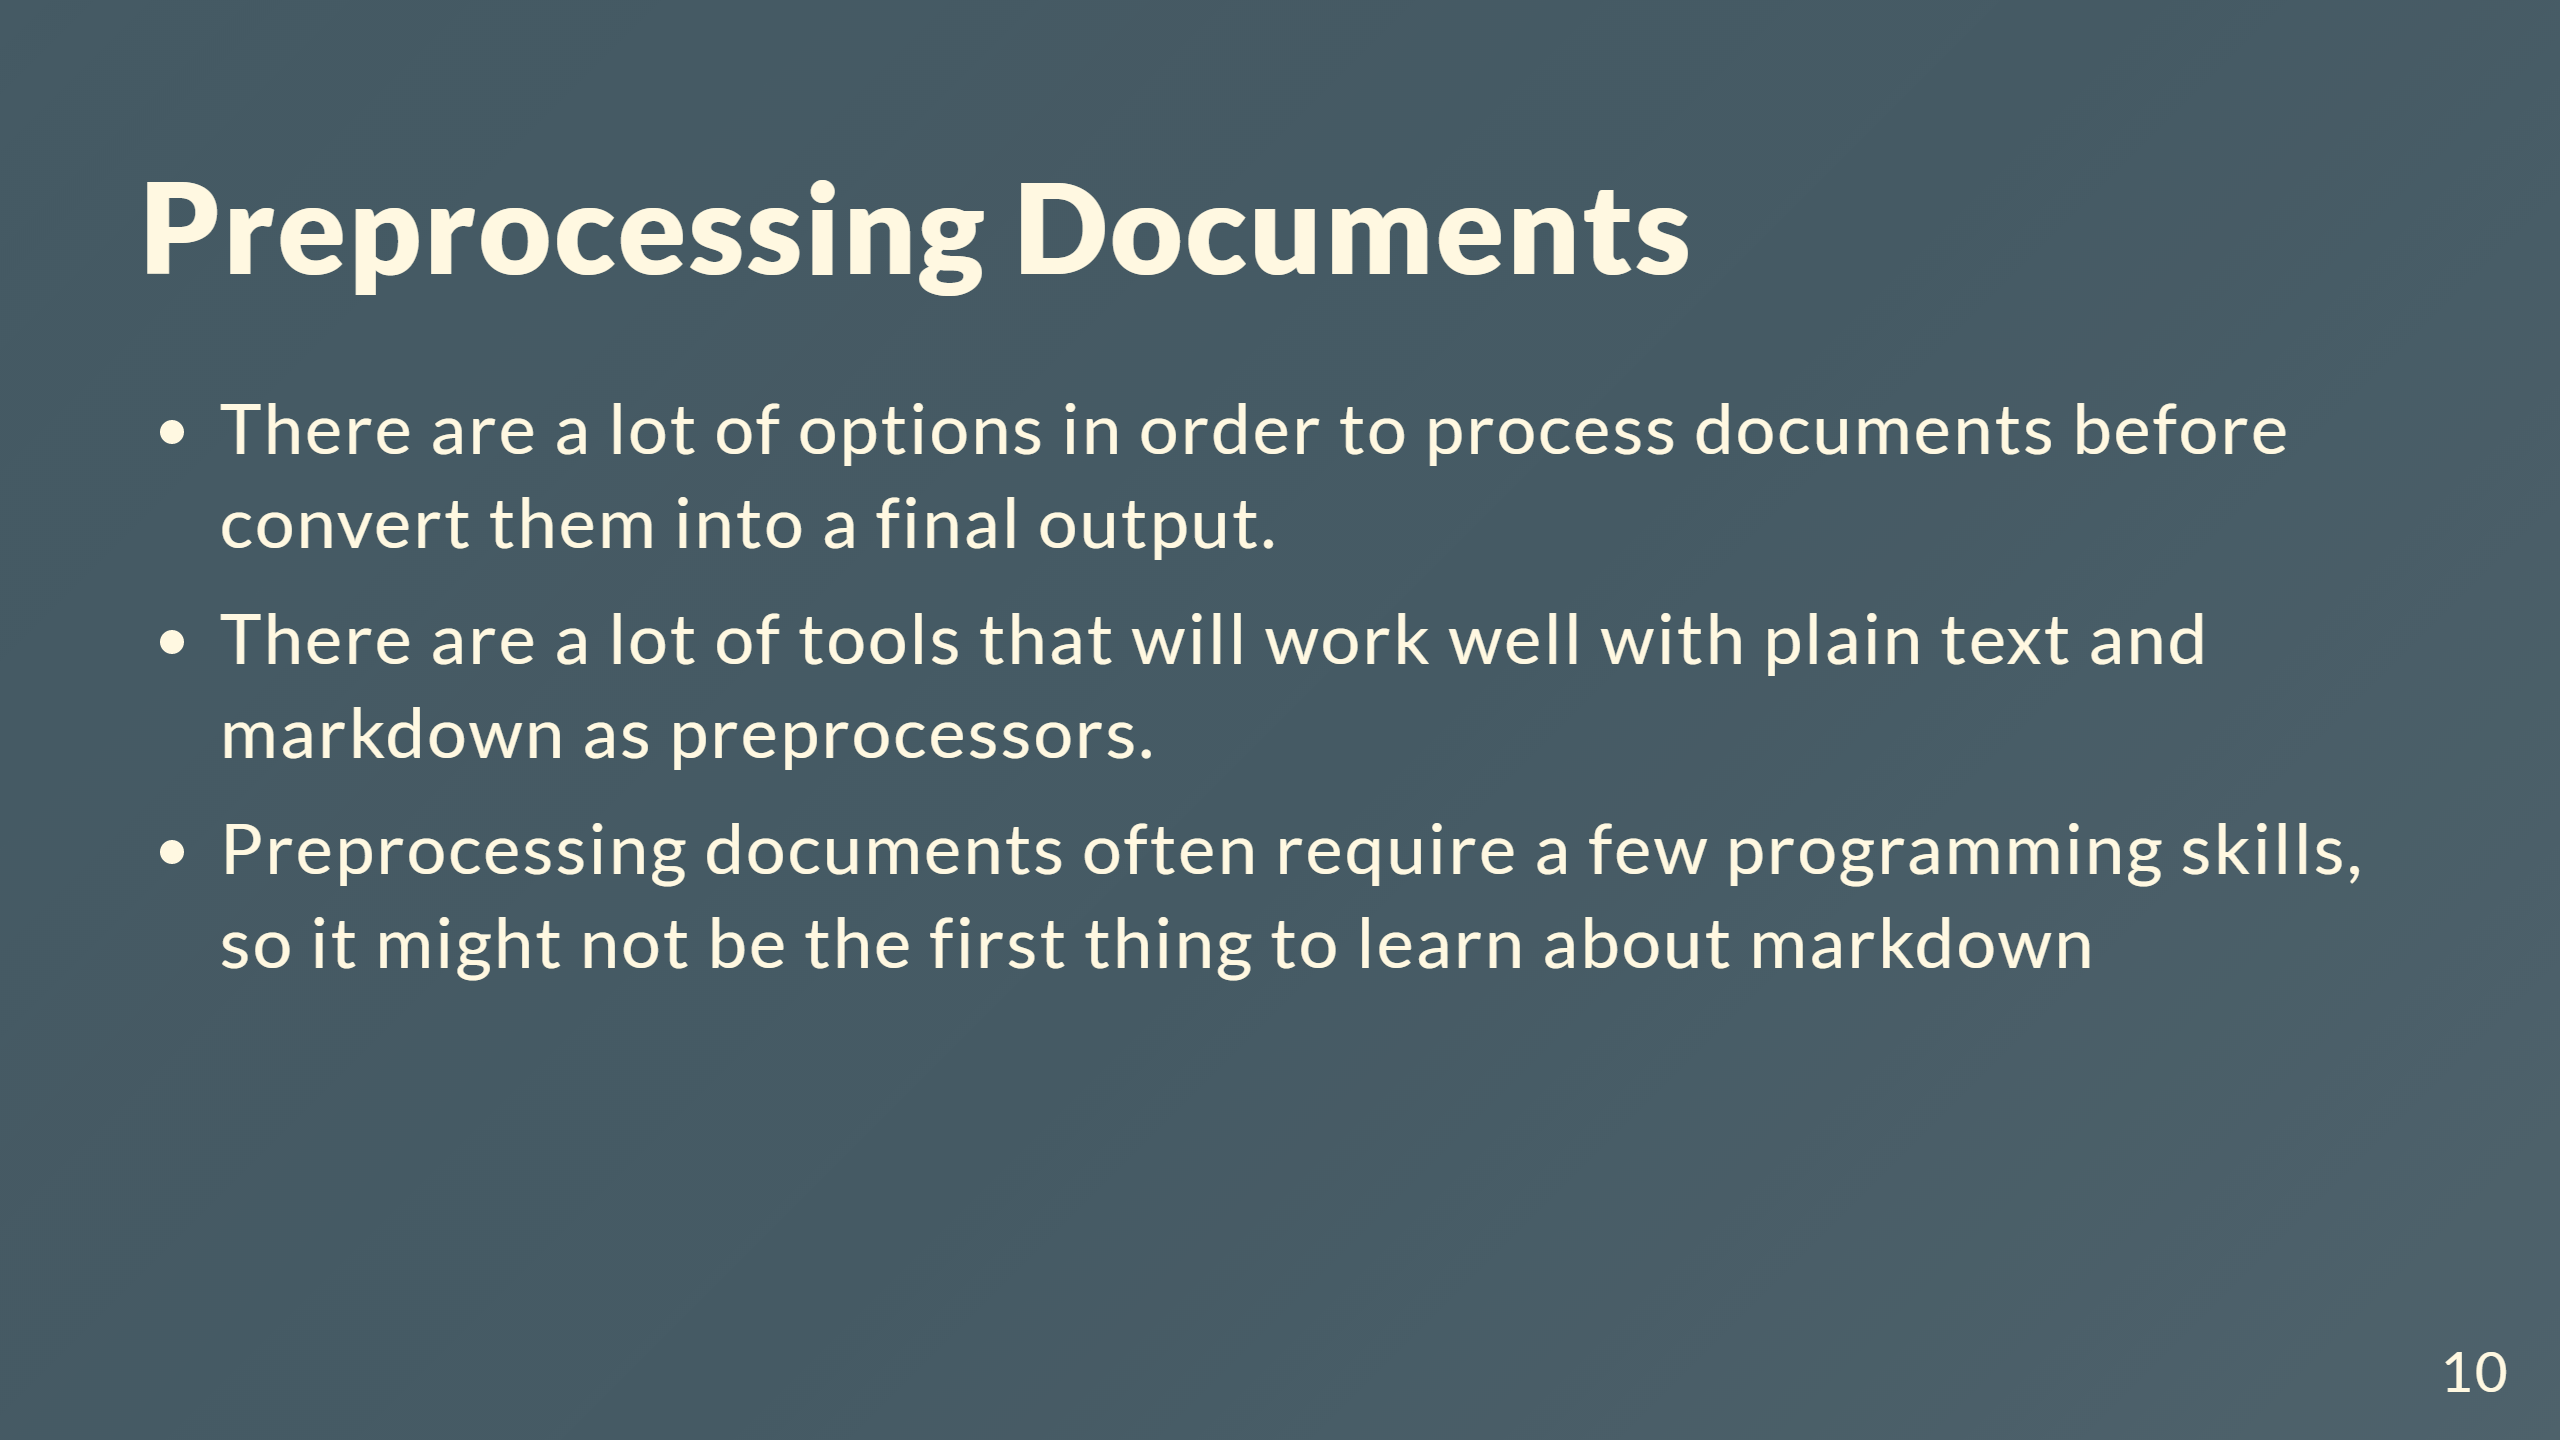 Preprocessing Documents
• There are a lot of options in order to process documents before
convert them into a final output.
• There are a lot of tools that will work well with plain text and
markdown as preprocessors.
• Preprocessing documents often require a few programming skills,
so it might not be the first thing to learn about markdown
10